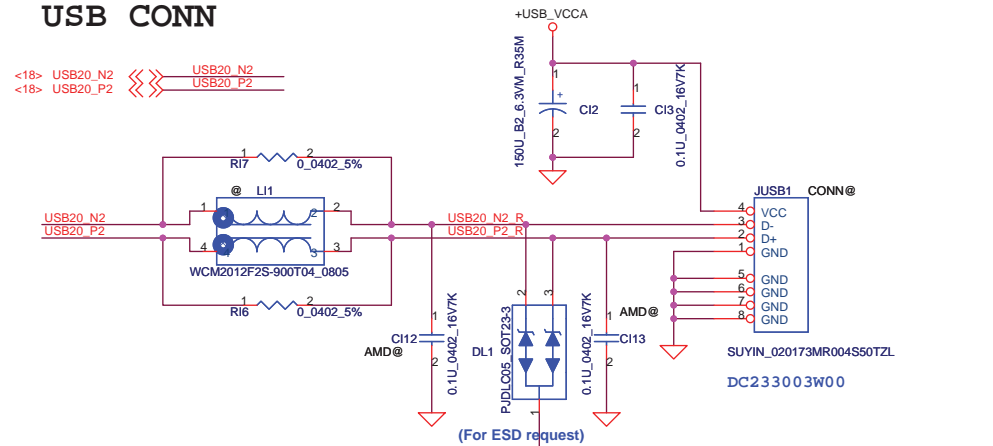 USB CONN
+USB_VCCA
<18> USB20_N2 USB20_N2
<18> USB20_P2 USB20_P2
150U_B2_6.3VM_R35M
1
+
CI2
2
1
CI3
2
0.1U_0402_16V7K
1 2
RI7 0_0402_5%
@ LI1
USB20_N2 1 2 2 USB20_N2_R
USB20_P2 4 4 3 3 USB20_P2_R
WCM2012F2S-900T04_0805
1 2
RI6 0_0402_5%
JUSB1 CONN@
4 VCC
3 D-
2 D+
1 GND
5 GND
6 GND
7 GND
8 GND
SUYIN_020173MR004S50TZL
DC233003W00
1
CI12
AMD@
2
0.1U_0402_16V7K
2 3
DL1
PJDLC05_SOT23-3
1
0.1U_0402_16V7K
AMD@
1
CI13
2
(For ESD request)